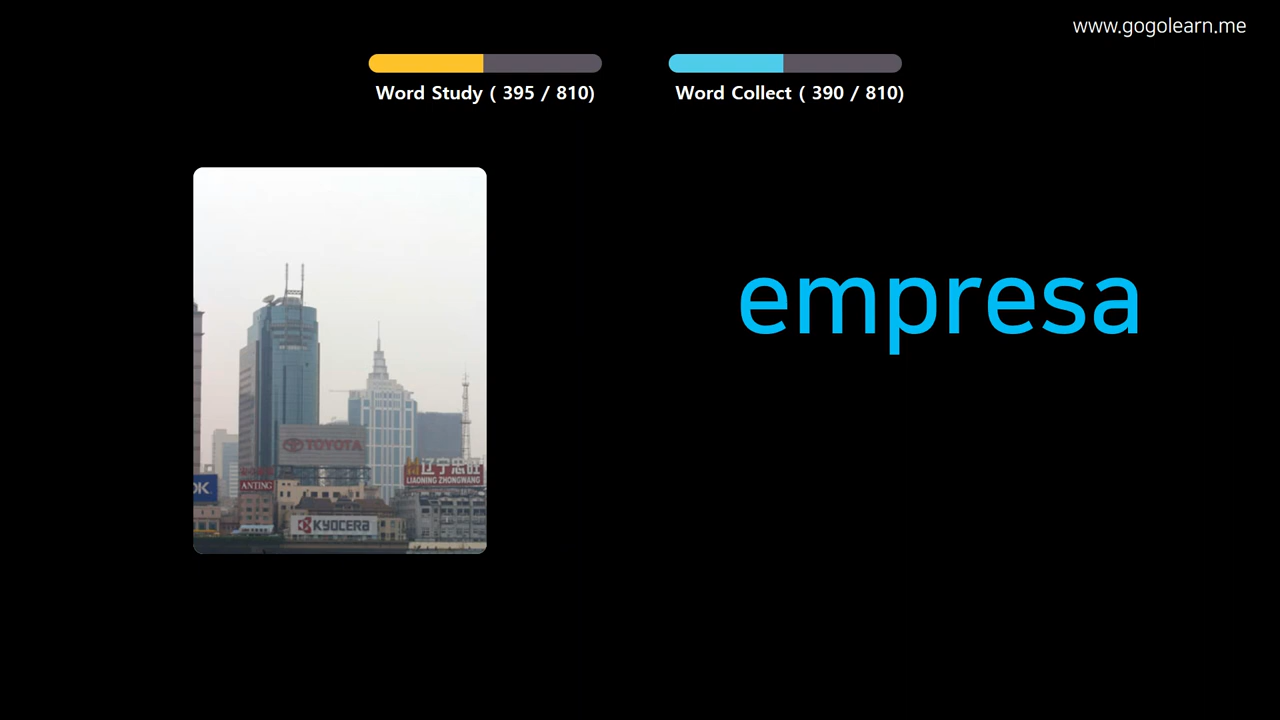 www.gogolearn.me
Word Study ( 395 / 810)
Word Collect ( 390 / 810)
empresa
TOYOTA
辽宁忠旺
LIAONING ZHONGWANG
OK.
ANTING
KYOCERA